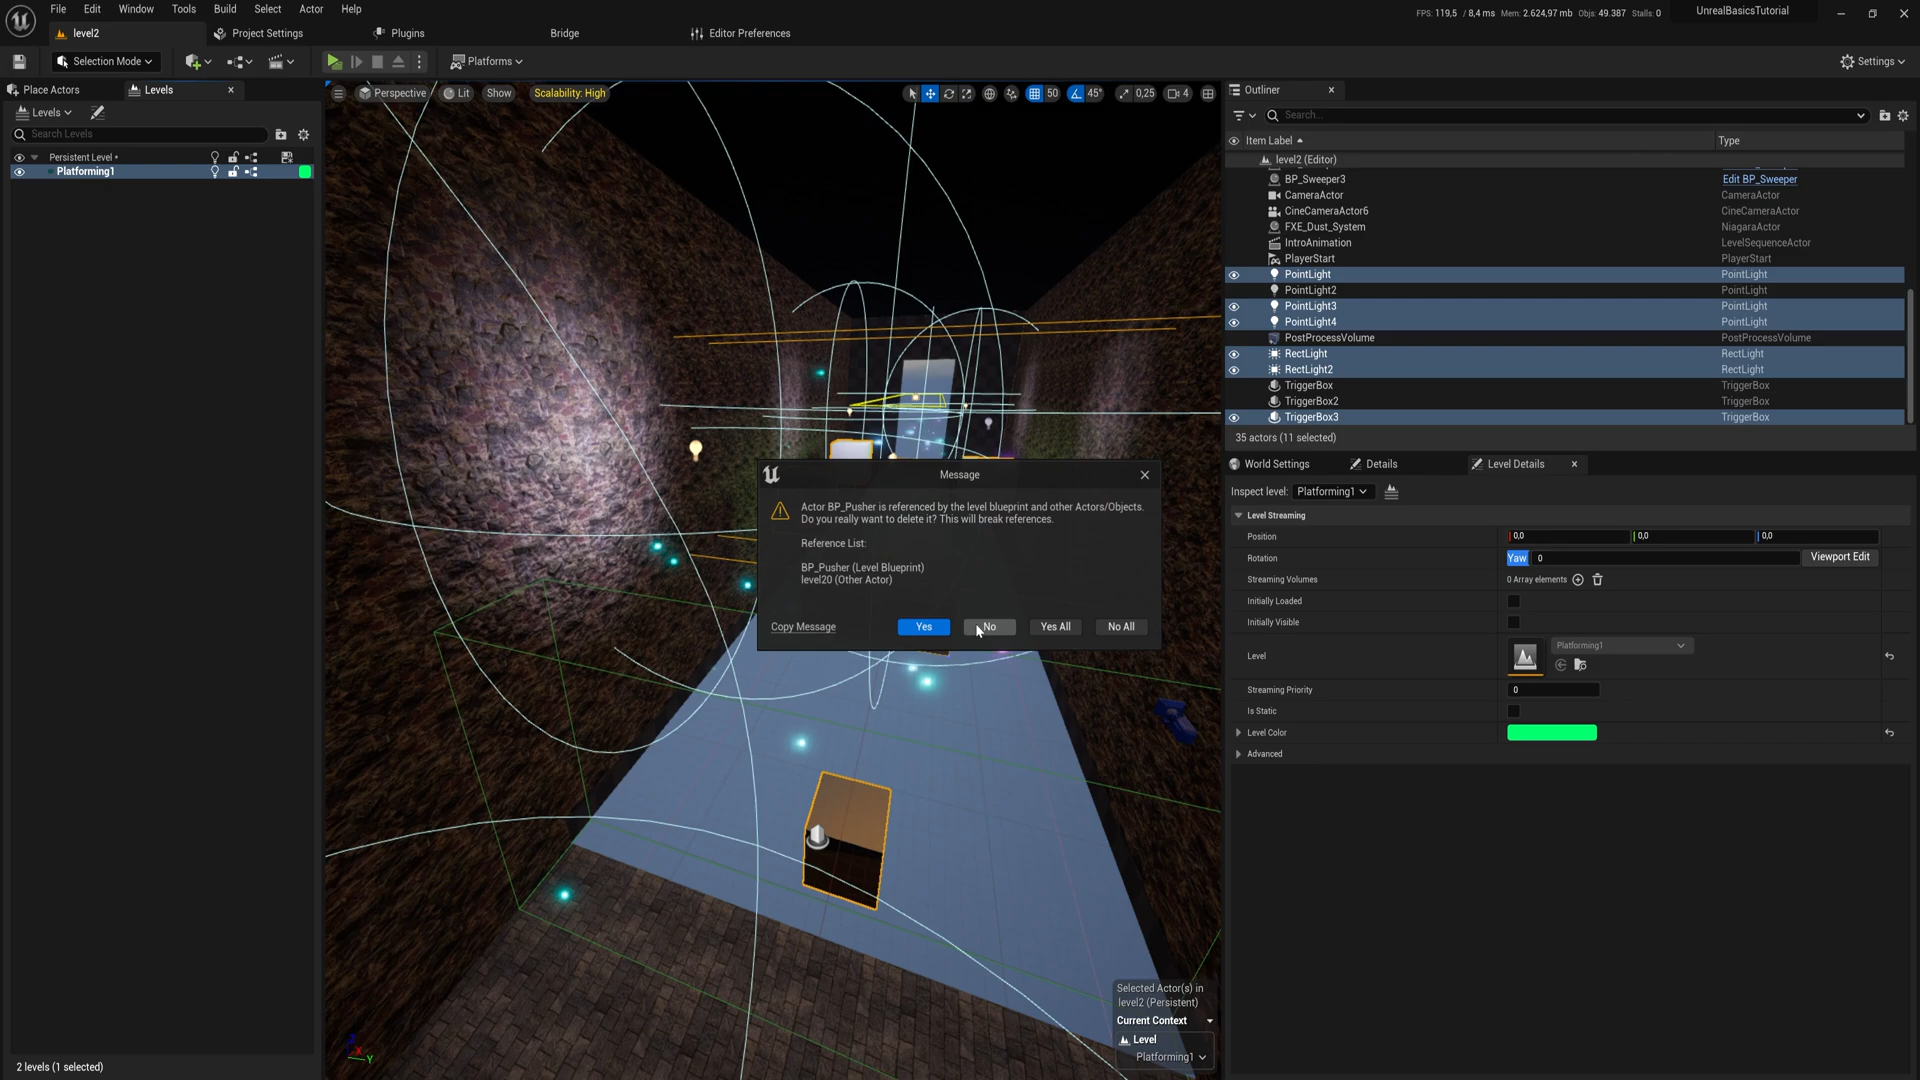 File Edit Window Tools Build Select Actor Help
FPS: 119,5 / 8,4 ms Mem: 2.624,97 mb Objs: 49.387 Stalls: 0
UnrealBasicsTutorial
level2
Project Settings
Plugins
Bridge
Editor Preferences
Selection Mode
Platforms
Settings
Place Actors
Levels
Levels
Search Levels
Persistent Level
Platforming1
2 levels (1 selected)
Perspective
Lit
Show
Scalability: High
50
45°
0,25
4
Message
Actor BP_Pusher is referenced by the level blueprint and other Actors/Objects.
Do you really want to delete it? This will break references.
Reference List:
BP_Pusher (Level Blueprint)
level20 (Other Actor)
Copy Message
Yes
No
Yes All
No All
Selected Actor(s) in
level2 (Persistent)
Current Context
Level
Platforming1
X
Y
Outliner
Search...
Item Label Type
level2 (Editor)
BP_Sweeper3 Edit BP_Sweeper
CameraActor CameraActor
CineCameraActor6 CineCameraActor
FXE_Dust_System NiagaraActor
IntroAnimation LevelSequenceActor
PlayerStart PlayerStart
PointLight PointLight
PointLight2 PointLight
PointLight3 PointLight
PointLight4 PointLight
PostProcessVolume PostProcessVolume
RectLight RectLight
RectLight2 RectLight
TriggerBox TriggerBox
TriggerBox2 TriggerBox
TriggerBox3 TriggerBox
35 actors (11 selected)
World Settings
Details
Level Details
Inspect level: Platforming1
Level Streaming
Position 0,0 0,0 0,0
Rotation Yaw 0 Viewport Edit
Streaming Volumes 0 Array elements
Initially Loaded
Initially Visible
Level Platforming1
Streaming Priority 0
Is Static
Level Color
Advanced